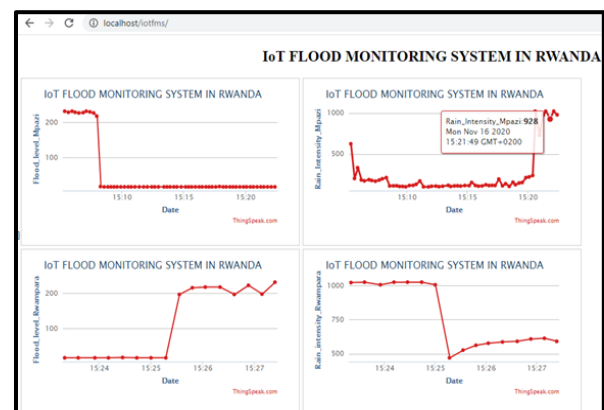 localhost/iotfms/
IoT FLOOD MONITORING SYSTEM IN RWANDA
IoT FLOOD MONITORING SYSTEM IN RWANDA
Flood_level_Mpazi
200
100
15:10
15:15
15:20
Date
ThingSpeak.com
IoT FLOOD MONITORING SYSTEM IN RWANDA
Rain_Intensity_Mpazi
1000
500
Rain_Intensity_Mpazi: 928
Mon Nov 16 2020
15:21:49 GMT+0200
15:10
15:15
15:20
Date
ThingSpeak.com
IoT FLOOD MONITORING SYSTEM IN RWANDA
Flood_level_Rwampara
200
100
15:24
15:25
15:26
15:27
Date
ThingSpeak.com
IoT FLOOD MONITORING SYSTEM IN RWANDA
Rain_intensity_Rwampara
1000
750
500
15:24
15:25
15:26
15:27
Date
ThingSpeak.com